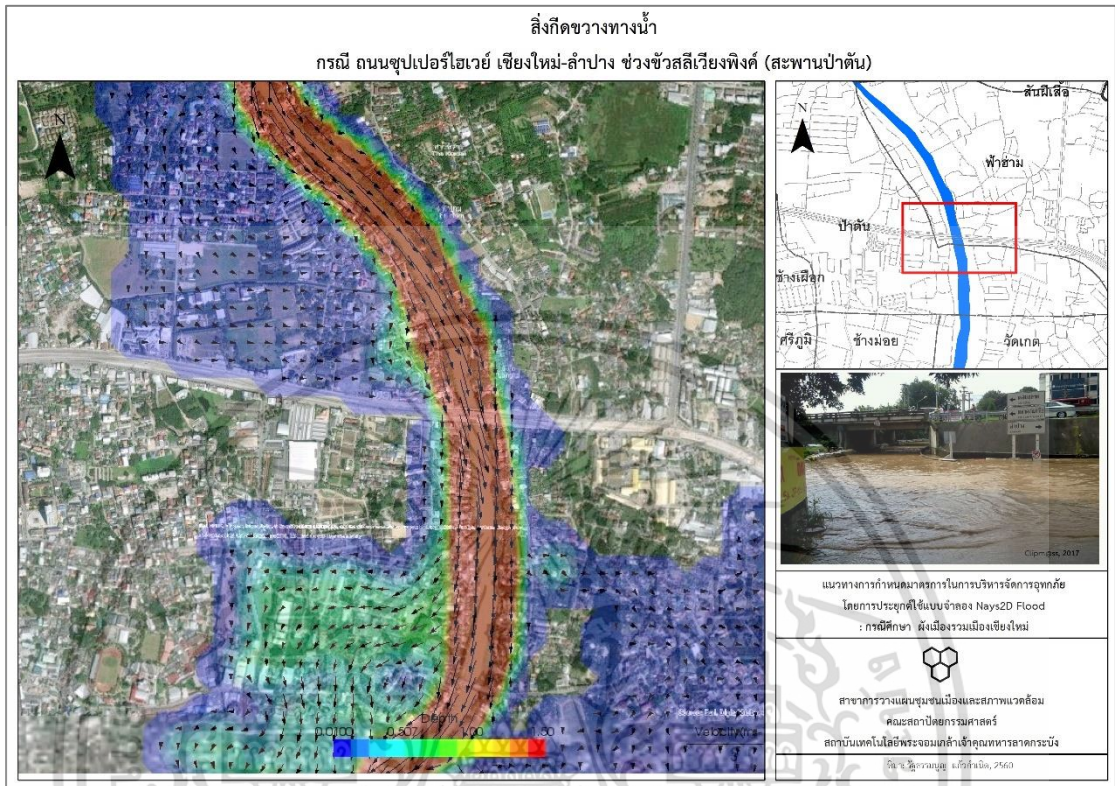 สิ่งกีดขวางทางน้ำ
กรณี ถนนซุปเปอร์ไฮเวย์ เชียงใหม่-ลำปาง ช่วงขัวสลีเวียงพิงค์ (สะพานป่าตัน)
N
Depth
0.0100 0.507 1.00 1.50
Velocity(m
N
สันผีเสื้อ
ฟ้าฮ่าม
ป่าตัน
ช้างเผือก
ศรีภูมิ
ช้างม่อย
วัดเกต
2017
แนวทางการกำหนดมาตรการในการบริหารจัดการอุทกภัย
โดยการประยุกต์ใช้แบบจำลอง Nays2D Flood
: กรณีศึกษา ผังเมืองรวมเมืองเชียงใหม่
สาขาการวางแผนชุมชนเมืองและสภาพแวดล้อม
คณะสถาปัตยกรรมศาสตร์
สถาบันเทคโนโลยีพระจอมเกล้าเจ้าคุณทหารลาดกระบัง
2560